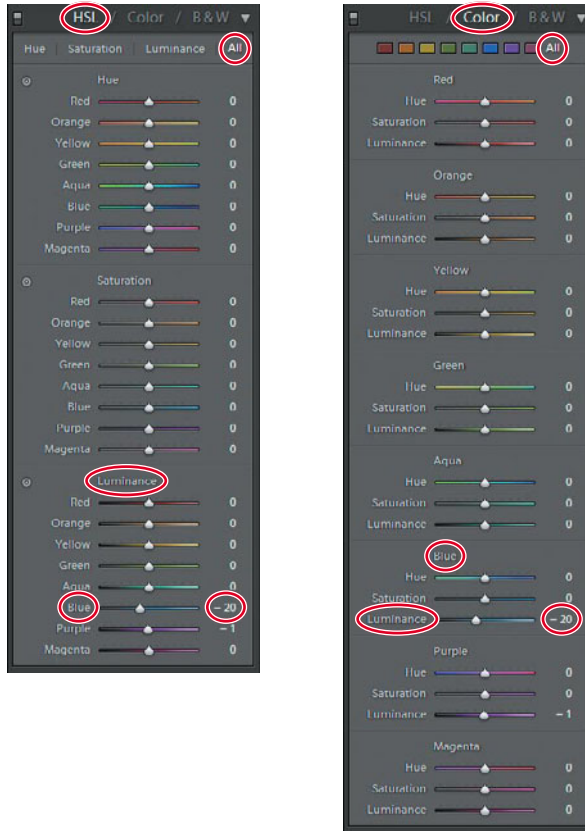 HSL / Color / B & W
Hue | Saturation | Luminance | All
Hue
Red 0
Orange 0
Yellow 0
Green 0
Aqua 0
Blue 0
Purple 0
Magenta 0
Saturation
Red 0
Orange 0
Yellow 0
Green 0
Aqua 0
Blue 0
Purple 0
Magenta 0
Luminance
Red 0
Orange 0
Yellow 0
Green 0
Aqua 0
Blue – 20
Purple – 1
Magenta 0
HSL / Color / B & W
All
Red
Hue 0
Saturation 0
Luminance 0
Orange
Hue 0
Saturation 0
Luminance 0
Yellow
Hue 0
Saturation 0
Luminance 0
Green
Hue 0
Saturation 0
Luminance 0
Aqua
Hue 0
Saturation 0
Luminance 0
Blue
Hue 0
Saturation 0
Luminance – 20
Purple
Hue 0
Saturation 0
Luminance – 1
Magenta
Hue 0
Saturation 0
Luminance 0